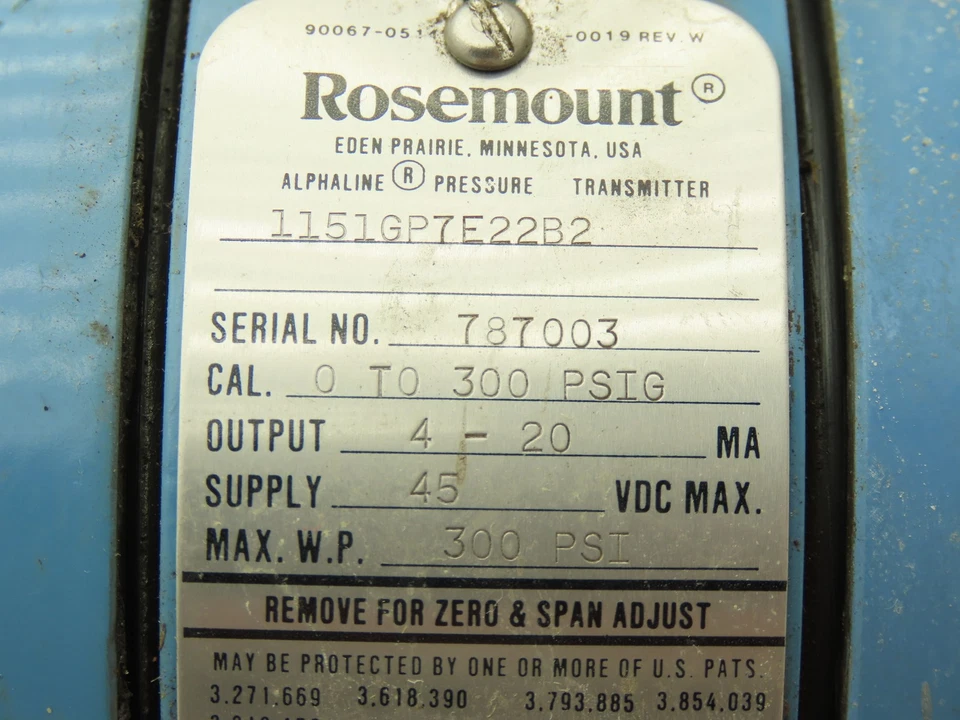 90067-051 -0019 REV. W
Rosemount ®
EDEN PRAIRIE, MINNESOTA, USA
ALPHALINE ® PRESSURE TRANSMITTER
1151GP7E22B2
SERIAL NO. 787003
CAL. 0 TO 300 PSIG
OUTPUT 4 - 20 MA
SUPPLY 45 VDC MAX.
MAX. W.P. 300 PSI
REMOVE FOR ZERO & SPAN ADJUST
MAY BE PROTECTED BY ONE OR MORE OF U.S. PATS.
3,271,669 3,618,390 3,793,885 3,854,039